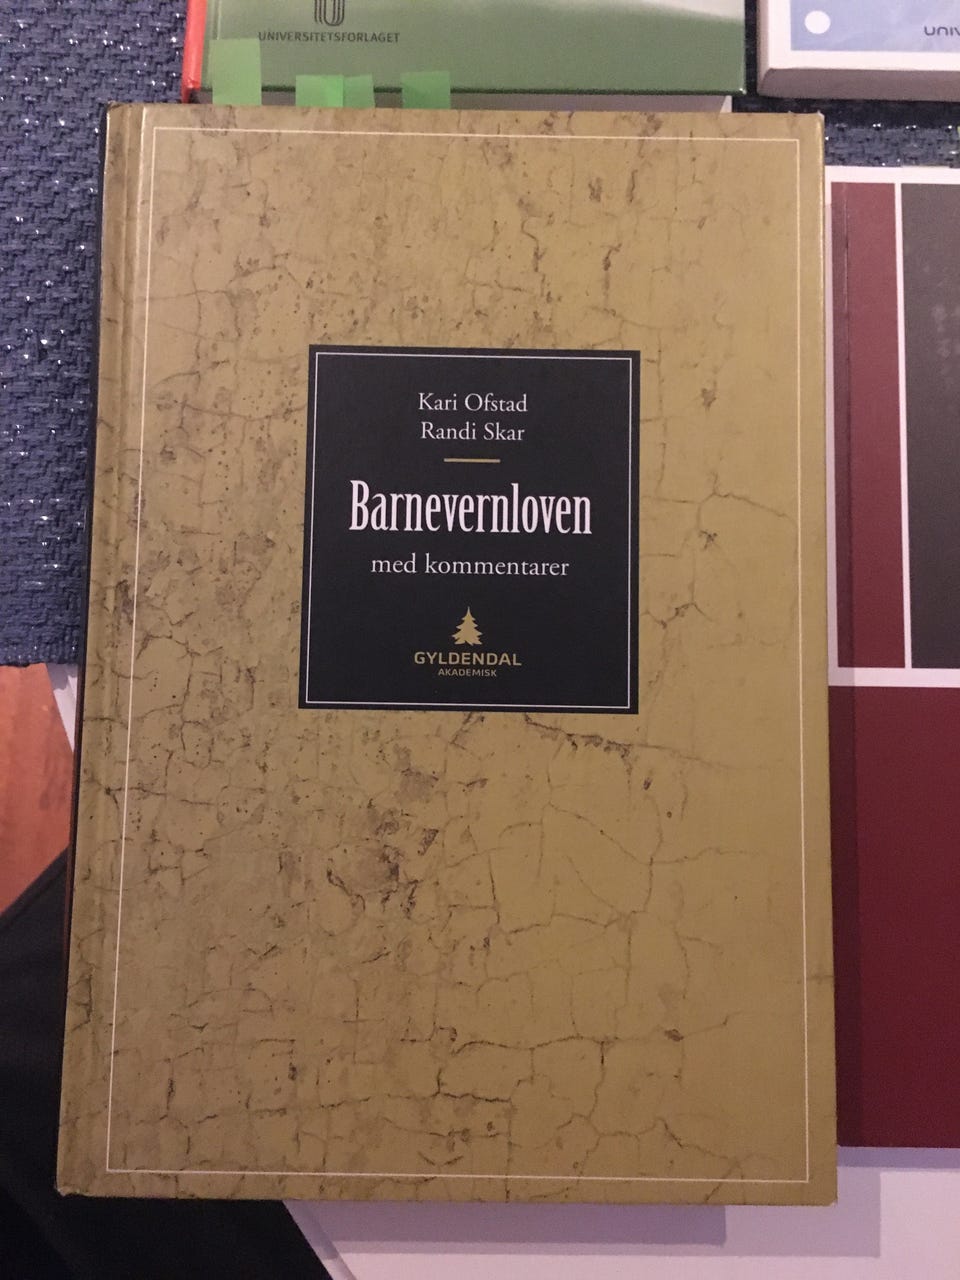 UNIVERSITETSFORLAGET
Kari Ofstad
Randi Skar
Barnevernloven
med kommentarer
GYLDENDAL
AKADEMISK